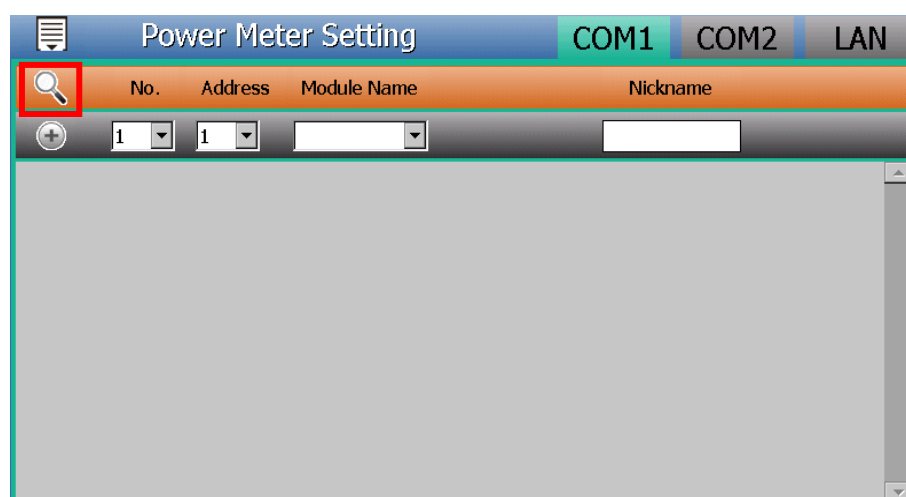 Power Meter Setting COM1 COM2 LAN
No. Address Module Name Nickname
1 1